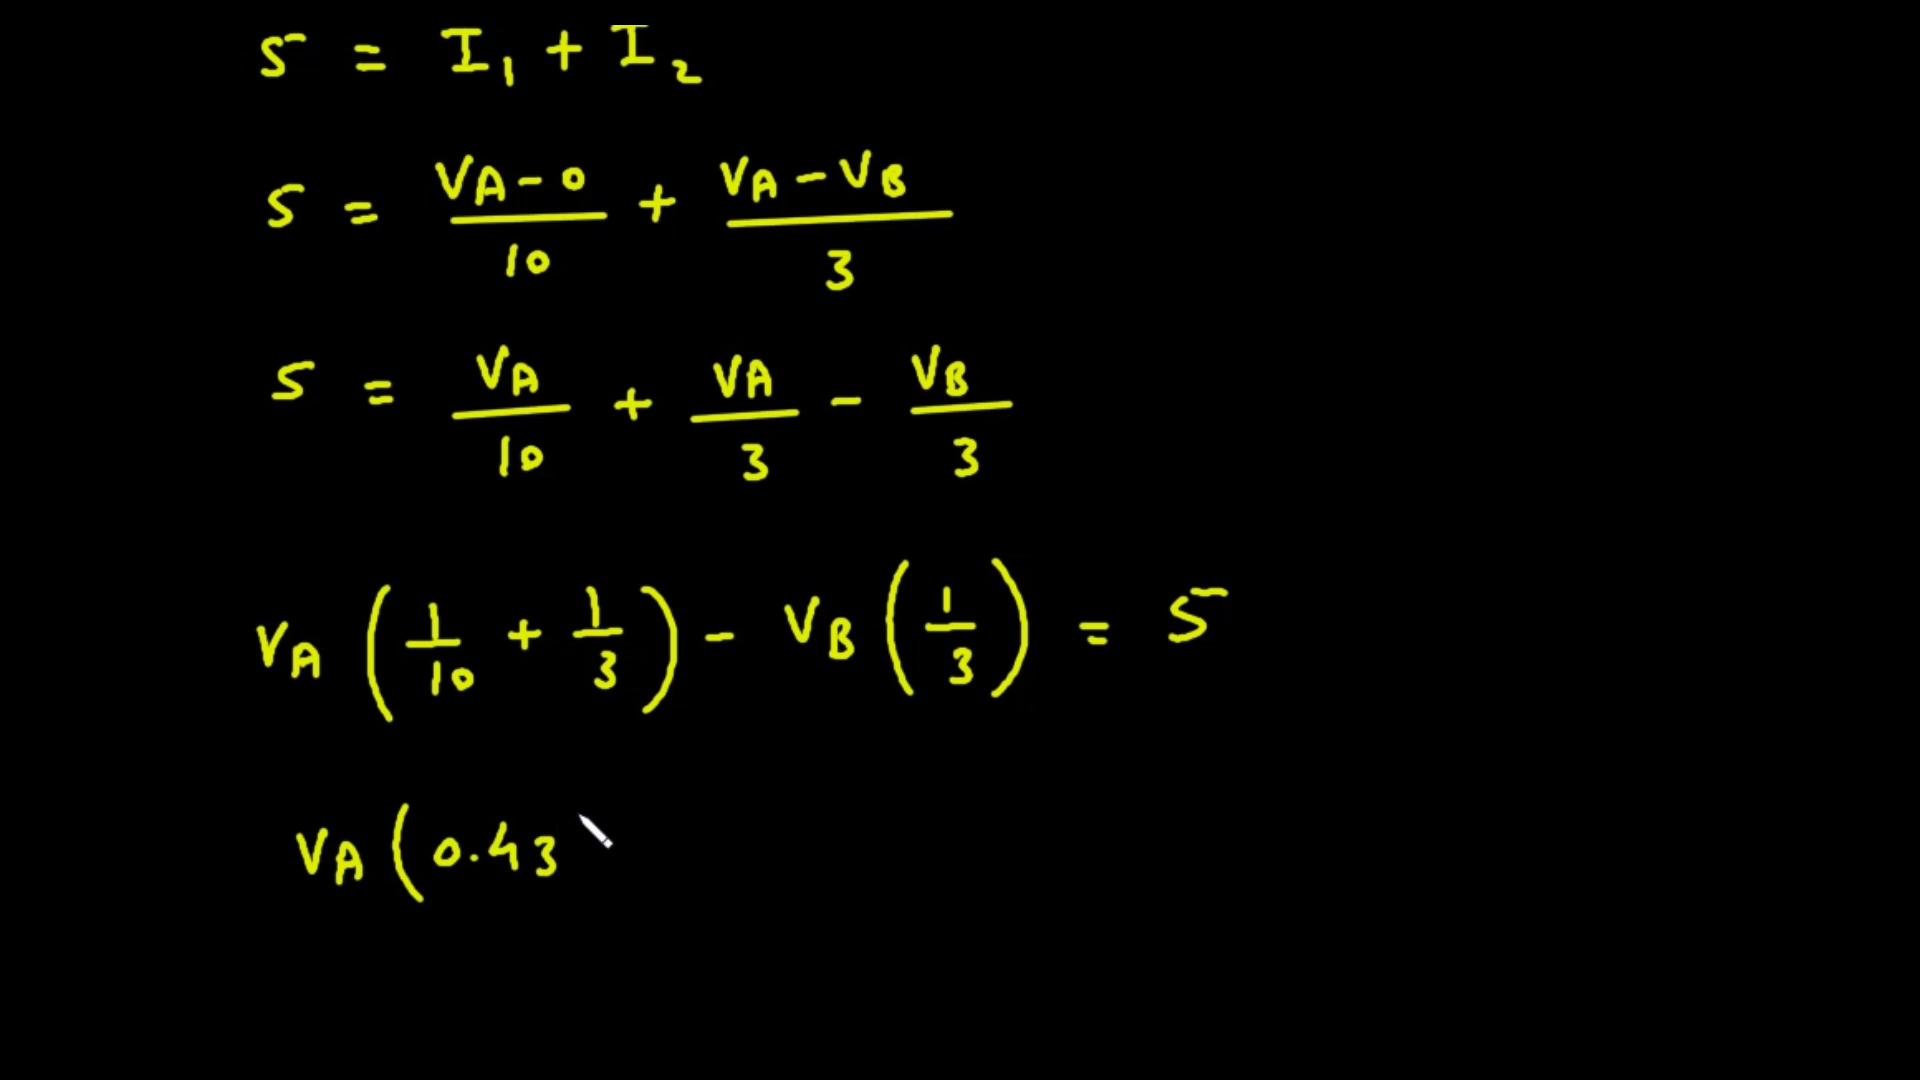 5 = I₁ + I₂
5 = (VA - 0)/10 + (VA - VB)/3
5 = VA/10 + VA/3 - VB/3
VA (1/10 + 1/3) - VB (1/3) = 5
VA (0.43